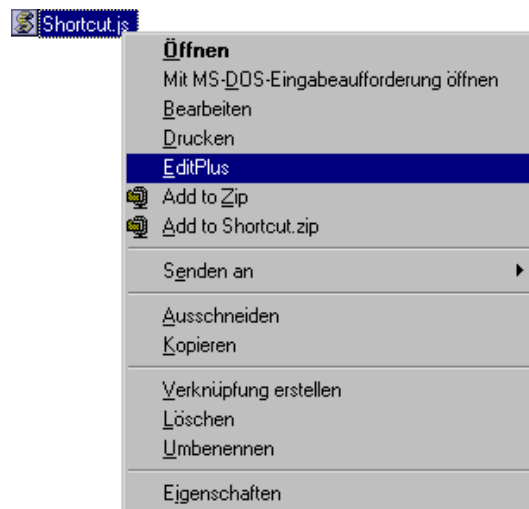 Shortcut.js
Öffnen
Mit MS-DOS-Eingabeaufforderung öffnen
Bearbeiten
Drucken
EditPlus
Add to Zip
Add to Shortcut.zip
Senden an
Ausschneiden
Kopieren
Verknüpfung erstellen
Löschen
Umbenennen
Eigenschaften